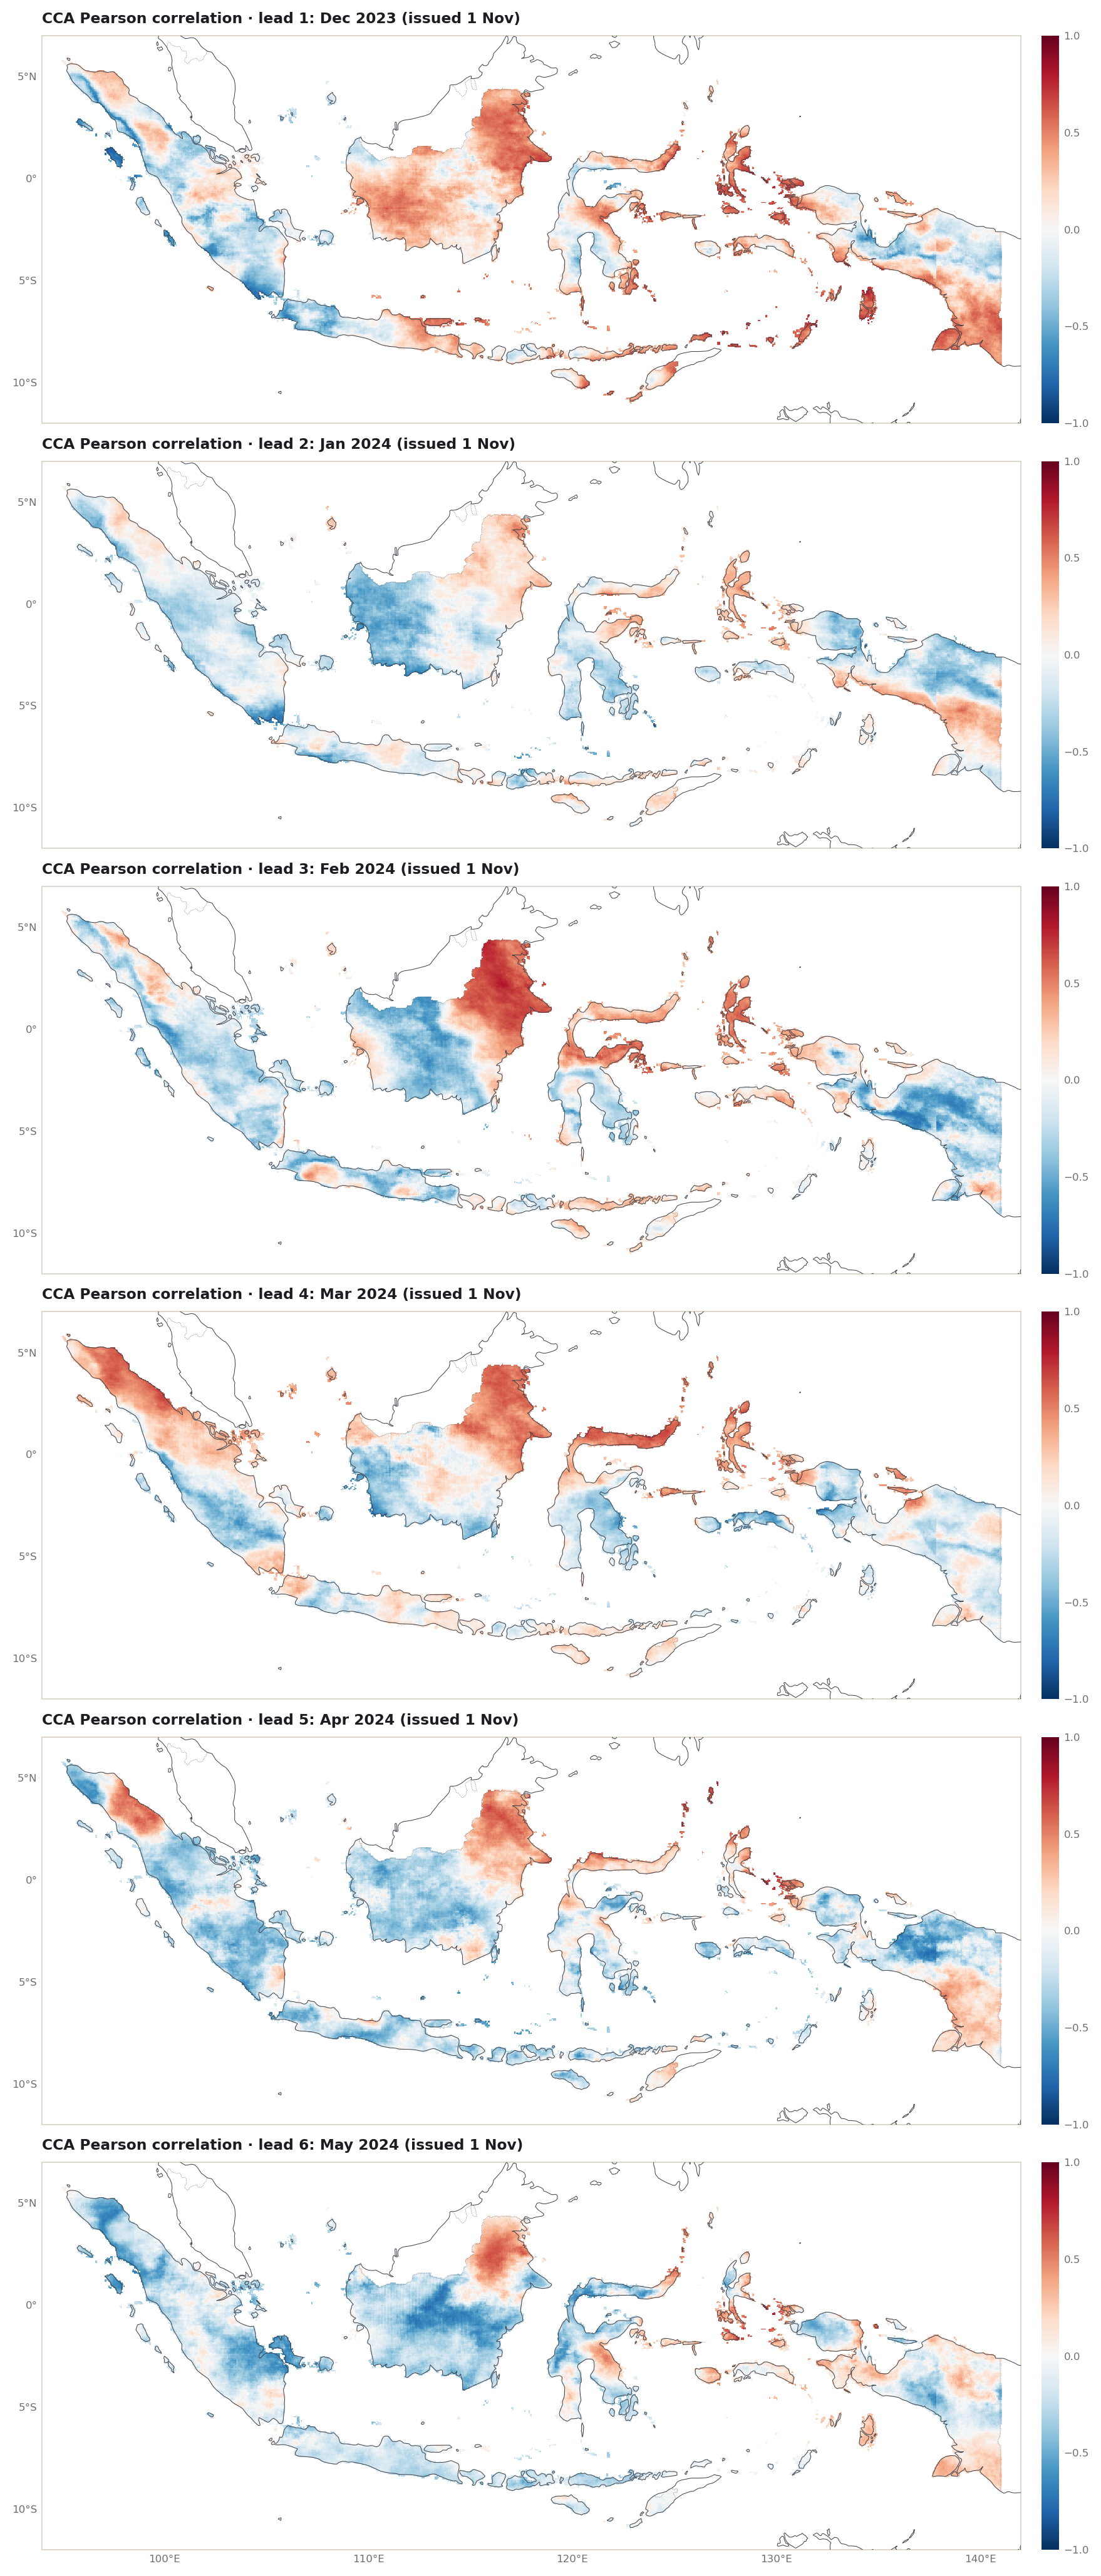 CCA Pearson correlation · lead 1: Dec 2023 (issued 1 Nov)
5°N
0°
5°S
10°S
1.0
0.5
0.0
−0.5
−1.0
CCA Pearson correlation · lead 2: Jan 2024 (issued 1 Nov)
5°N
0°
5°S
10°S
1.0
0.5
0.0
−0.5
−1.0
CCA Pearson correlation · lead 3: Feb 2024 (issued 1 Nov)
5°N
0°
5°S
10°S
1.0
0.5
0.0
−0.5
−1.0
CCA Pearson correlation · lead 4: Mar 2024 (issued 1 Nov)
5°N
0°
5°S
10°S
1.0
0.5
0.0
−0.5
−1.0
CCA Pearson correlation · lead 5: Apr 2024 (issued 1 Nov)
5°N
0°
5°S
10°S
1.0
0.5
0.0
−0.5
−1.0
CCA Pearson correlation · lead 6: May 2024 (issued 1 Nov)
5°N
0°
5°S
10°S
1.0
0.5
0.0
−0.5
−1.0
100°E 110°E 120°E 130°E 140°E